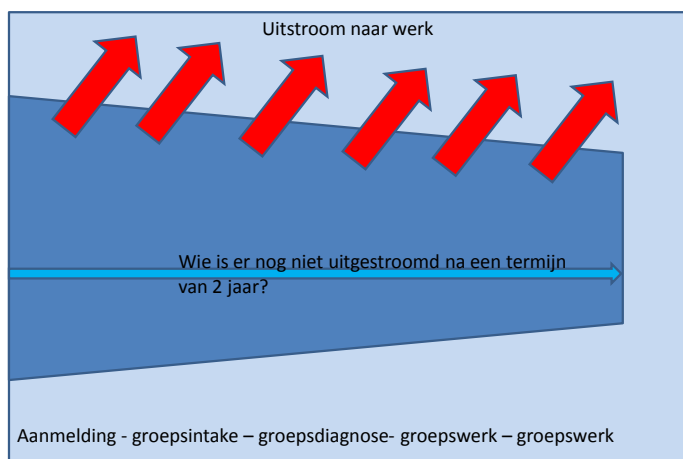 Uitstroom naar werk
Wie is er nog niet uitgestroomd na een termijn
van 2 jaar?
Aanmelding - groepsintake – groepsdiagnose- groepswerk – groepswerk